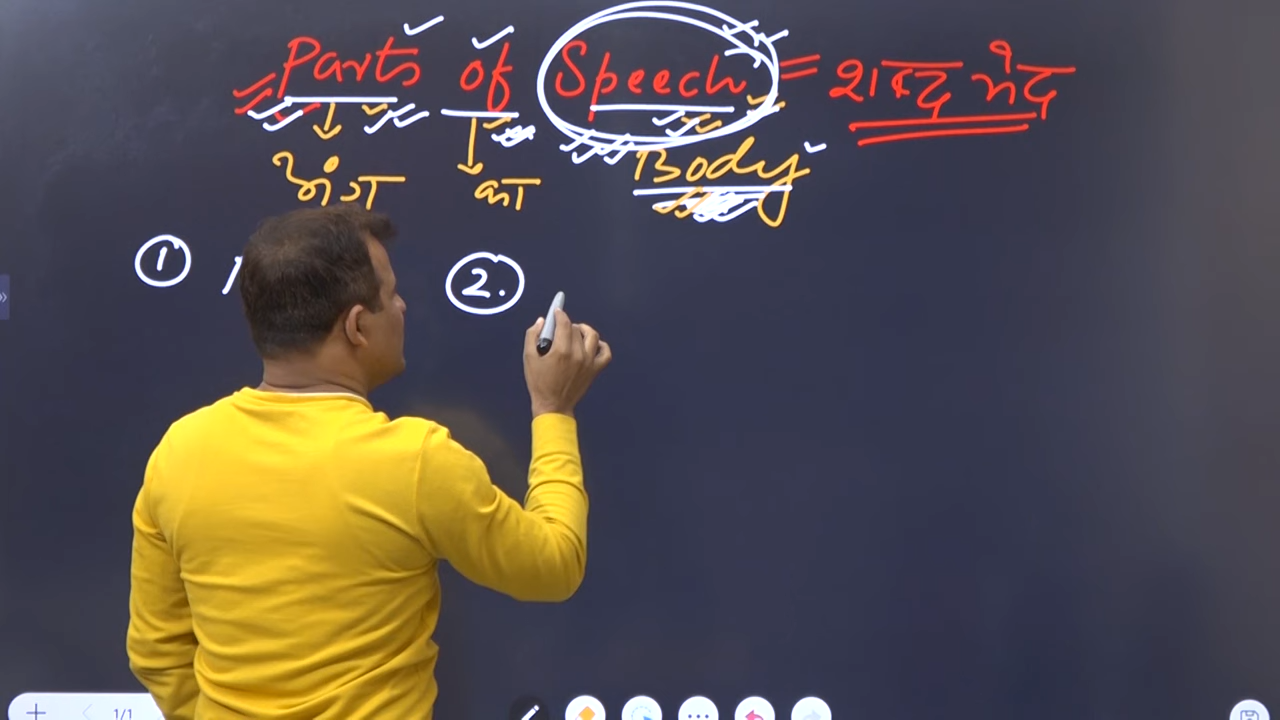 Parts of Speech = शब्द भेद
अंग का Body
① ②.
1/1